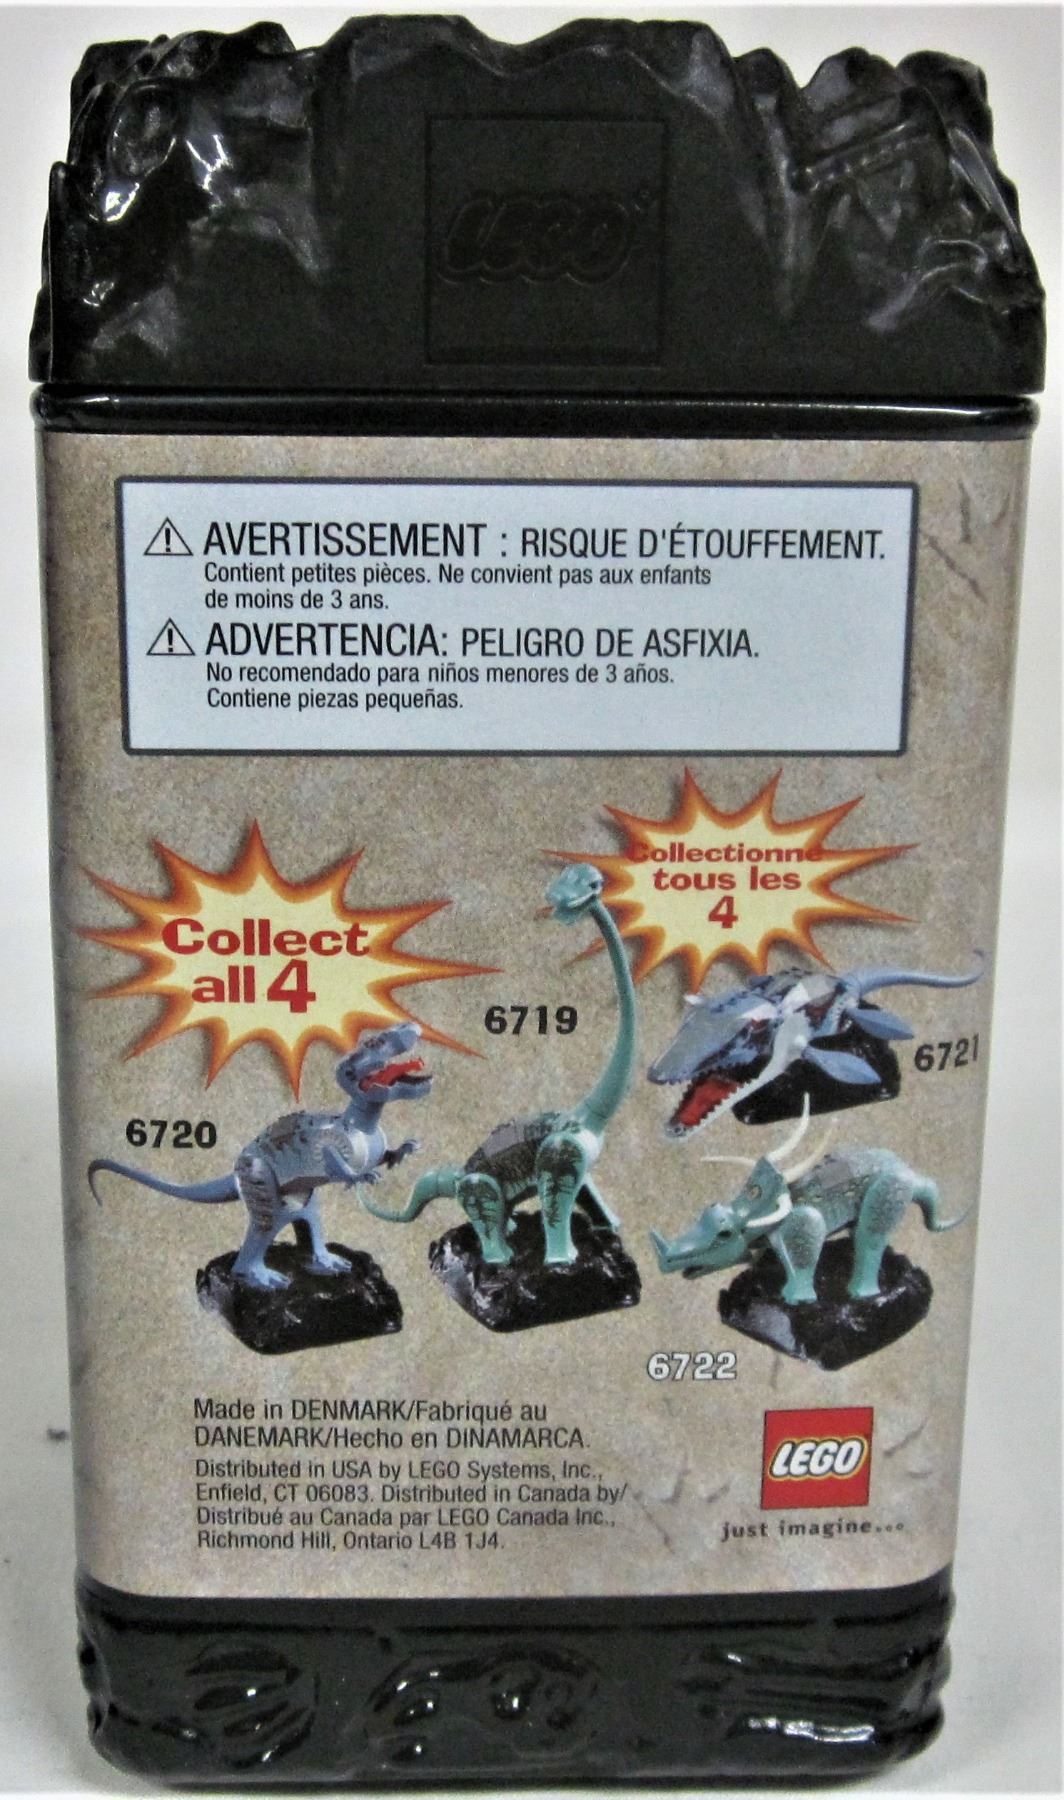 LEGO
AVERTISSEMENT : RISQUE D'ÉTOUFFEMENT.
Contient petites pièces. Ne convient pas aux enfants
de moins de 3 ans.
ADVERTENCIA: PELIGRO DE ASFIXIA.
No recomendado para niños menores de 3 años.
Contiene piezas pequeñas.
Collectionne
tous les
4
Collect
all 4
6719
6721
6720
6722
Made in DENMARK/Fabriqué au
DANEMARK/Hecho en DINAMARCA.
Distributed in USA by LEGO Systems, Inc.,
Enfield, CT 06083. Distributed in Canada by/
Distribué au Canada par LEGO Canada Inc.,
Richmond Hill, Ontario L4B 1J4.
LEGO
just imagine...